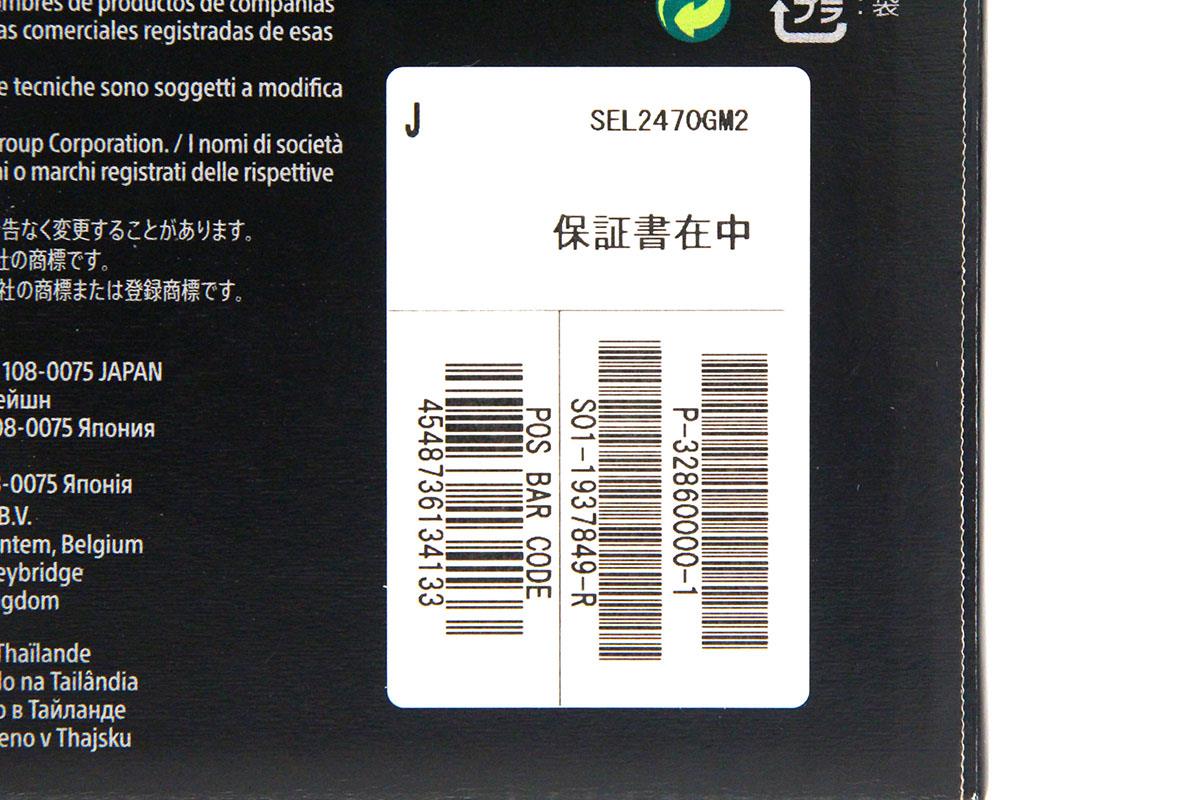 ombres de productos de compañías
as comerciales registradas de esas
e tecniche sono soggetti a modifica
roup Corporation. / I nomi di società
ni o marchi registrati delle rispettive
告なく変更することがあります。
社の商標です。
社の商標または登録商標です。
108-0075 JAPAN
ейшн
08-0075 Япония
-0075 Японія
B.V.
ntem, Belgium
eybridge
gdom
Thaïlande
do na Tailândia
о в Тайланде
eno v Thajsku
プラ : 袋
J
SEL2470GM2
保証書在中
POS BAR CODE
4548736134133
S01-1937849-R
P-32860000-1